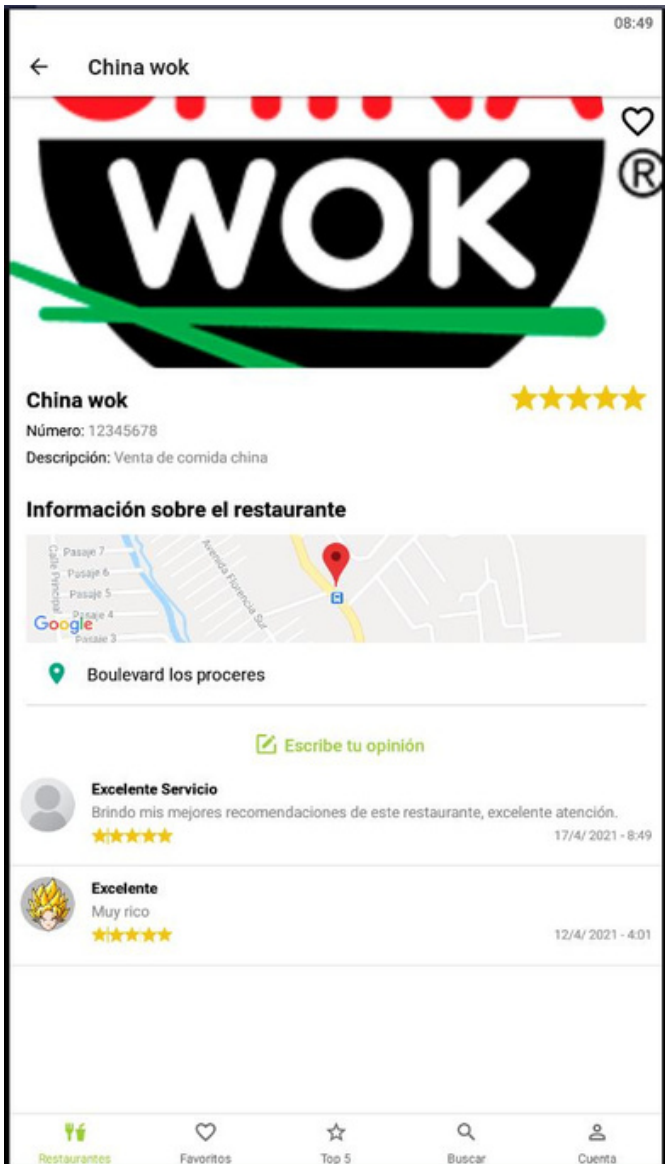 08:49
China wok
CHINA
WOK
®
China wok
Número: 12345678
Descripción: Venta de comida china
Información sobre el restaurante
Pasaje 7
Pasaje 6
Pasaje 5
Pasaje 4
Pasaje 3
Calle Principal
Avenida Florencia Sur
Google
Boulevard los proceres
Escribe tu opinión
Excelente Servicio
Brindo mis mejores recomendaciones de este restaurante, excelente atención.
17/4/ 2021 - 8:49
Excelente
Muy rico
12/4/ 2021 - 4:01
Restaurantes
Favoritos
Top 5
Buscar
Cuenta